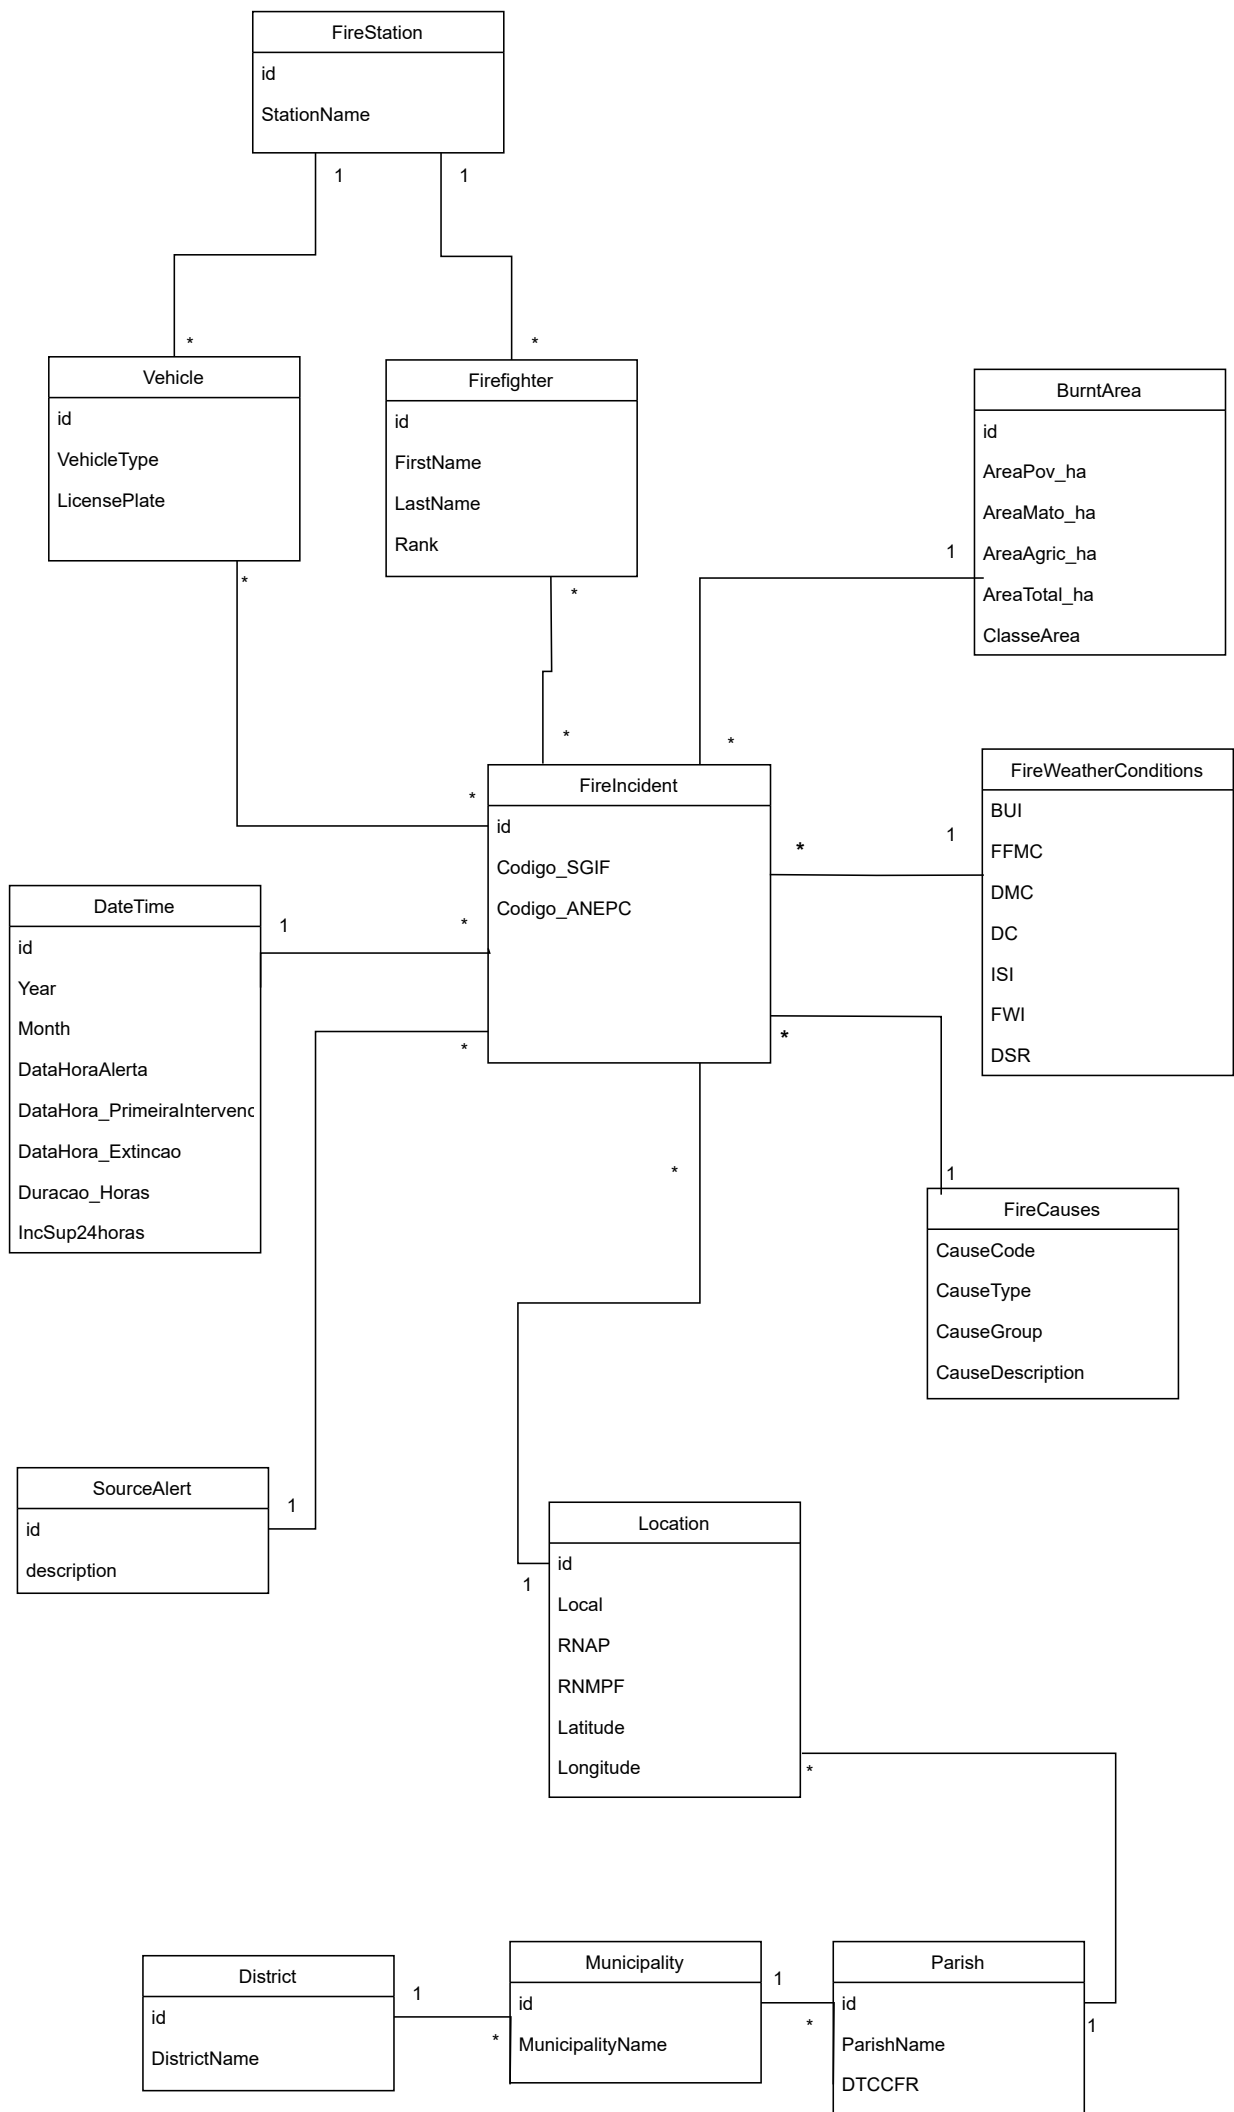 FireStation
id
StationName
1
1
*
*
Vehicle
id
VehicleType
LicensePlate
*
Firefighter
id
FirstName
LastName
Rank
*
BurntArea
id
AreaPov_ha
AreaMato_ha
AreaAgric_ha
AreaTotal_ha
ClasseArea
1
*
*
*
FireIncident
id
Codigo_SGIF
Codigo_ANEPC
*
1
FireWeatherConditions
BUI
FFMC
DMC
DC
ISI
FWI
DSR
DateTime
id
Year
Month
DataHoraAlerta
DataHora_PrimeiraIntervenc
DataHora_Extincao
Duracao_Horas
IncSup24horas
1
*
*
*
*
1
FireCauses
CauseCode
CauseType
CauseGroup
CauseDescription
SourceAlert
id
description
1
Location
id
Local
RNAP
RNMPF
Latitude
Longitude
1
*
District
id
DistrictName
1
*
Municipality
id
MunicipalityName
1
*
Parish
id
ParishName
DTCCFR
1